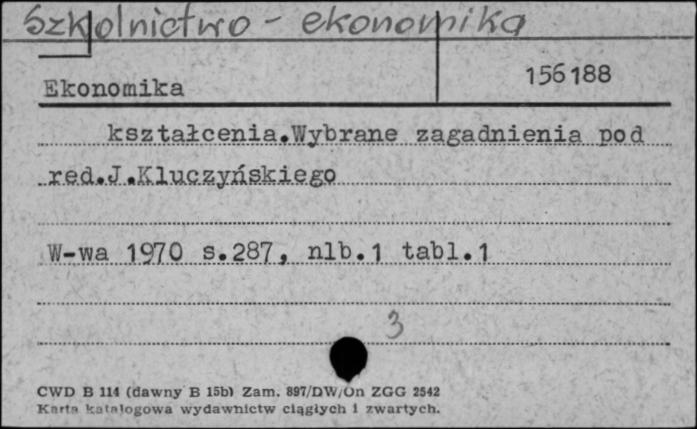 Szkolnictwo - ekonomika
156188
Ekonomika
kształcenia.Wybrane zagadnienia pod
red.J.Kluczyńskiego
W-wa 1970 s.287, nlb.1 tabl.1
3
CWD B 114 (dawny B 15b) Zam. 897/DW/On ZGG 2542
Karta katalogowa wydawnictw ciągłych i zwartych.